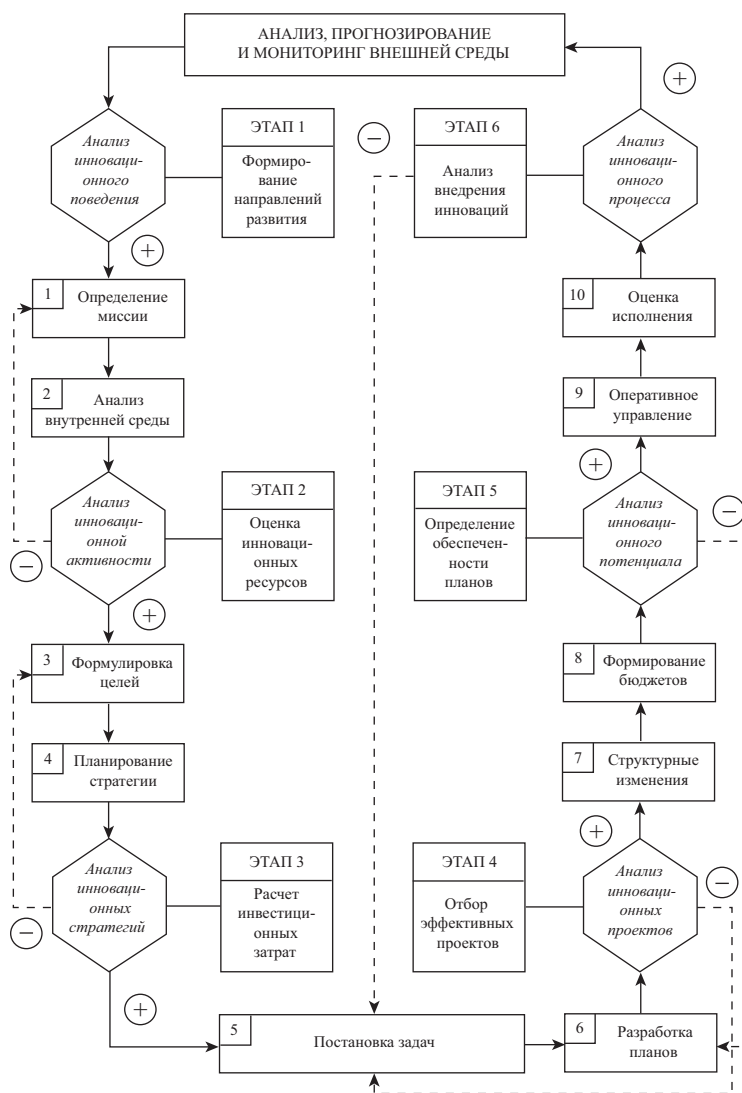 АНАЛИЗ, ПРОГНОЗИРОВАНИЕ
И МОНИТОРИНГ ВНЕШНЕЙ СРЕДЫ
Анализ
инноваци-
онного
поведения
+
ЭТАП 1
Формиро-
вание
направлений
развития
1
Определение
миссии
2
Анализ
внутренней среды
Анализ
инноваци-
онной
активности
−
+
ЭТАП 2
Оценка
инноваци-
онных
ресурсов
3
Формулировка
целей
4
Планирование
стратегии
Анализ
инноваци-
онных
стратегий
−
+
ЭТАП 3
Расчет
инвестици-
онных
затрат
5
Постановка задач
6
Разработка
планов
Анализ
инноваци-
онных
проектов
−
+
ЭТАП 4
Отбор
эффективных
проектов
7
Структурные
изменения
8
Формирование
бюджетов
Анализ
инноваци-
онного
потенциала
−
+
ЭТАП 5
Определение
обеспечен-
ности
планов
9
Оперативное
управление
10
Оценка
исполнения
Анализ
инноваци-
онного
процесса
−
+
ЭТАП 6
Анализ
внедрения
инноваций